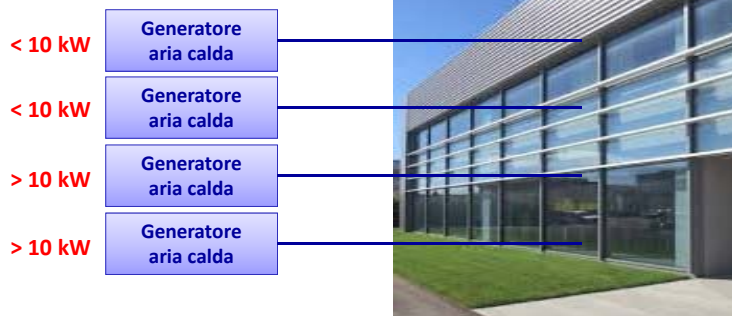 < 10 kW
Generatore
aria calda
< 10 kW
Generatore
aria calda
> 10 kW
Generatore
aria calda
> 10 kW
Generatore
aria calda